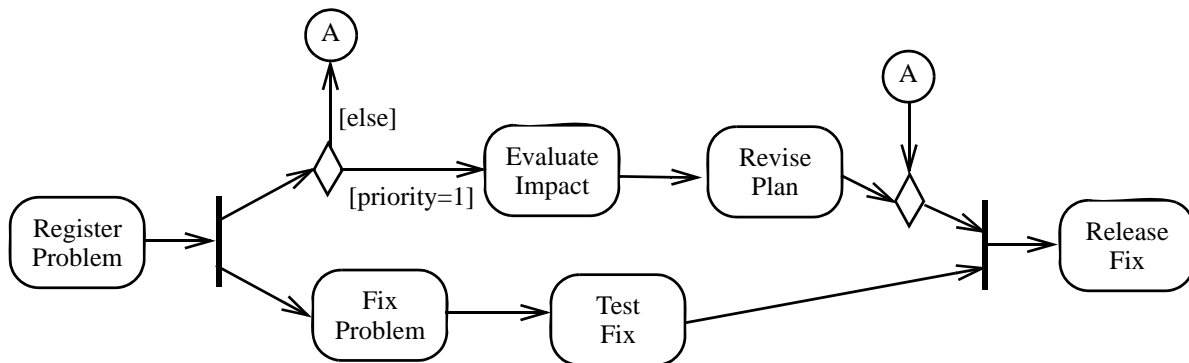 A
A
[else]
Evaluate
Impact
Revise
Plan
[priority=1]
Register
Problem
Release
Fix
Fix
Problem
Test
Fix